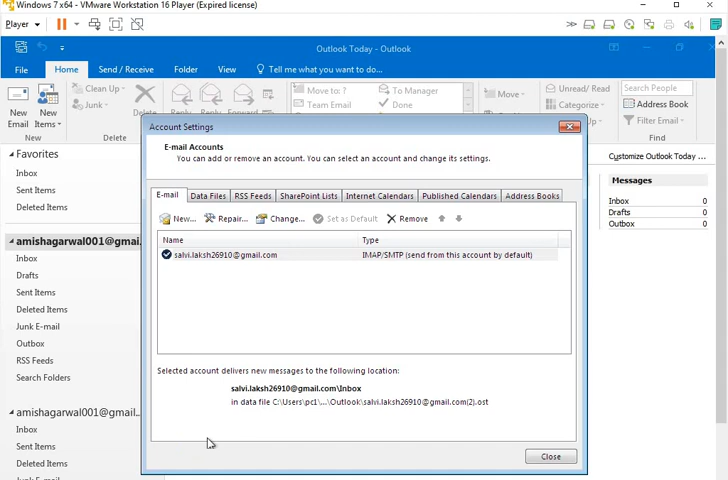 Windows 7 x64 - VMware Workstation 16 Player (Expired license)
Player
Outlook Today - Outlook
File Home Send / Receive Folder View Tell me what you want to do...
New Email
New Items
Clean Up
Junk
Delete
Reply
Reply
Forward
Move to: ?
Team Email
To Manager
Done
Move
Unread/ Read
Categorize
Search People
Address Book
Filter Email
New
Delete
Find
Favorites
Inbox
Sent Items
Deleted Items
amishagarwal001@gmai...
Inbox
Drafts
Sent Items
Deleted Items
Junk E-mail
Outbox
RSS Feeds
Search Folders
amishagarwal001@gmail...
Inbox
Sent Items
Deleted Items
Account Settings
E-mail Accounts
You can add or remove an account. You can select an account and change its settings.
E-mail Data Files RSS Feeds SharePoint Lists Internet Calendars Published Calendars Address Books
New... Repair... Change... Set as Default Remove
Name Type
salvi.laksh26910@gmail.com IMAP/SMTP (send from this account by default)
Selected account delivers new messages to the following location:
salvi.laksh26910@gmail.com\Inbox
in data file C:\Users\pc1\...\Outlook\salvi.laksh26910@gmail.com(2).ost
Close
Customize Outlook Today ...
Messages
Inbox 0
Drafts 0
Outbox 0